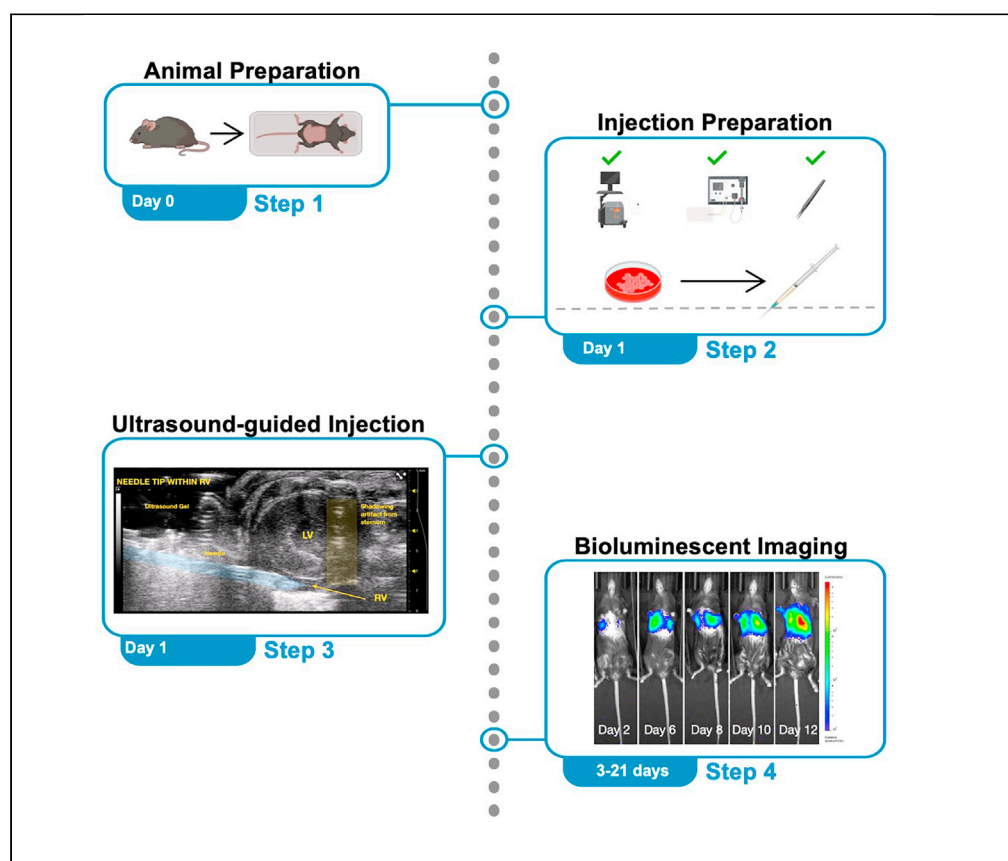 Animal Preparation
Day 0
Step 1
Injection Preparation
Day 1
Step 2
Ultrasound-guided Injection
NEEDLE TIP WITHIN RV
Ultrasound Gel
Shadowing
artifact from
sternum
LV
Needle
RV
Day 1
Step 3
Bioluminescent Imaging
Day 2
Day 6
Day 8
Day 10
Day 12
3-21 days
Step 4